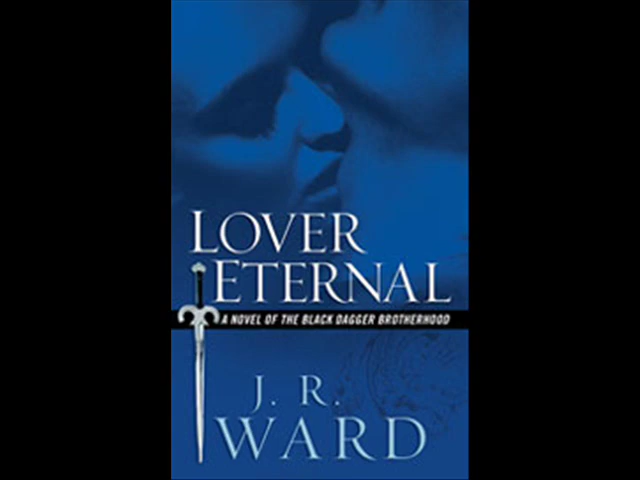 LOVER
ETERNAL
A NOVEL OF THE BLACK DAGGER BROTHERHOOD
J. R.
WARD